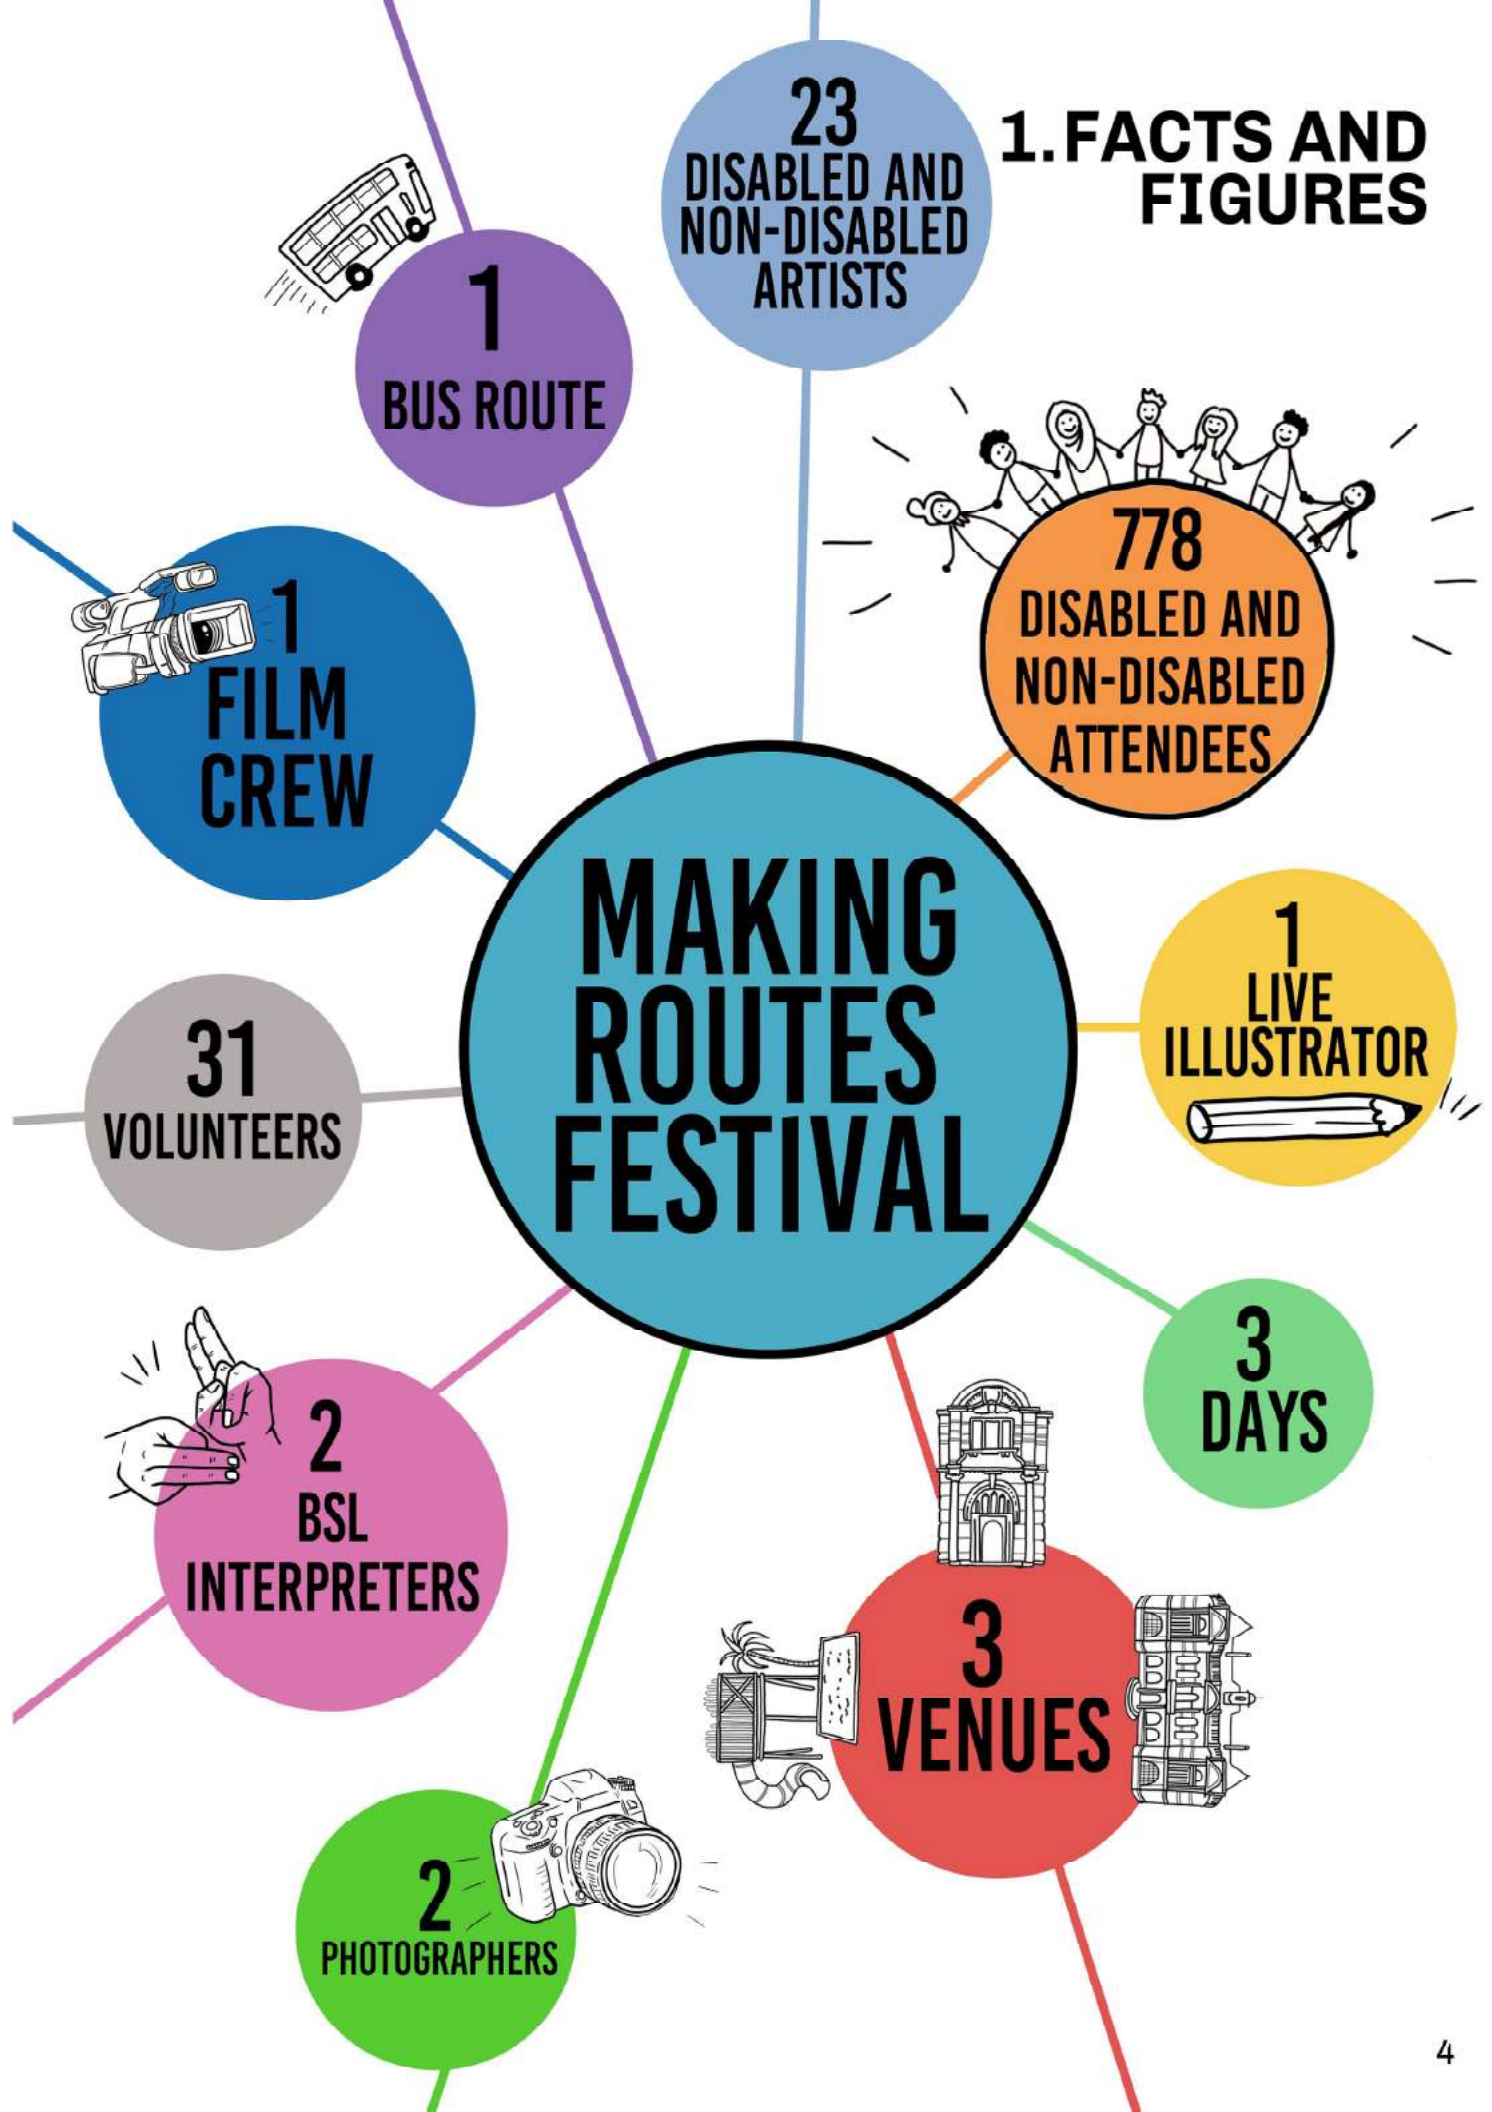 1. FACTS AND
FIGURES
23
DISABLED AND
NON-DISABLED
ARTISTS
1
BUS ROUTE
778
DISABLED AND
NON-DISABLED
ATTENDEES
1
FILM
CREW
MAKING
ROUTES
FESTIVAL
1
LIVE
ILLUSTRATOR
31
VOLUNTEERS
3
DAYS
2
BSL
INTERPRETERS
3
VENUES
2
PHOTOGRAPHERS
4